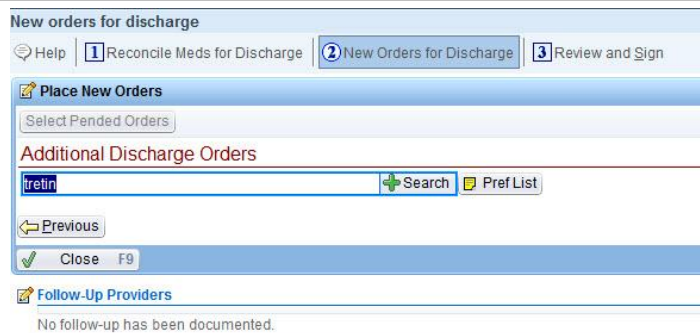 New orders for discharge
Help 1 Reconcile Meds for Discharge 2 New Orders for Discharge 3 Review and Sign
Place New Orders
Select Pended Orders
Additional Discharge Orders
tretin Search Pref List
Previous
Close F9
Follow-Up Providers
No follow-up has been documented.